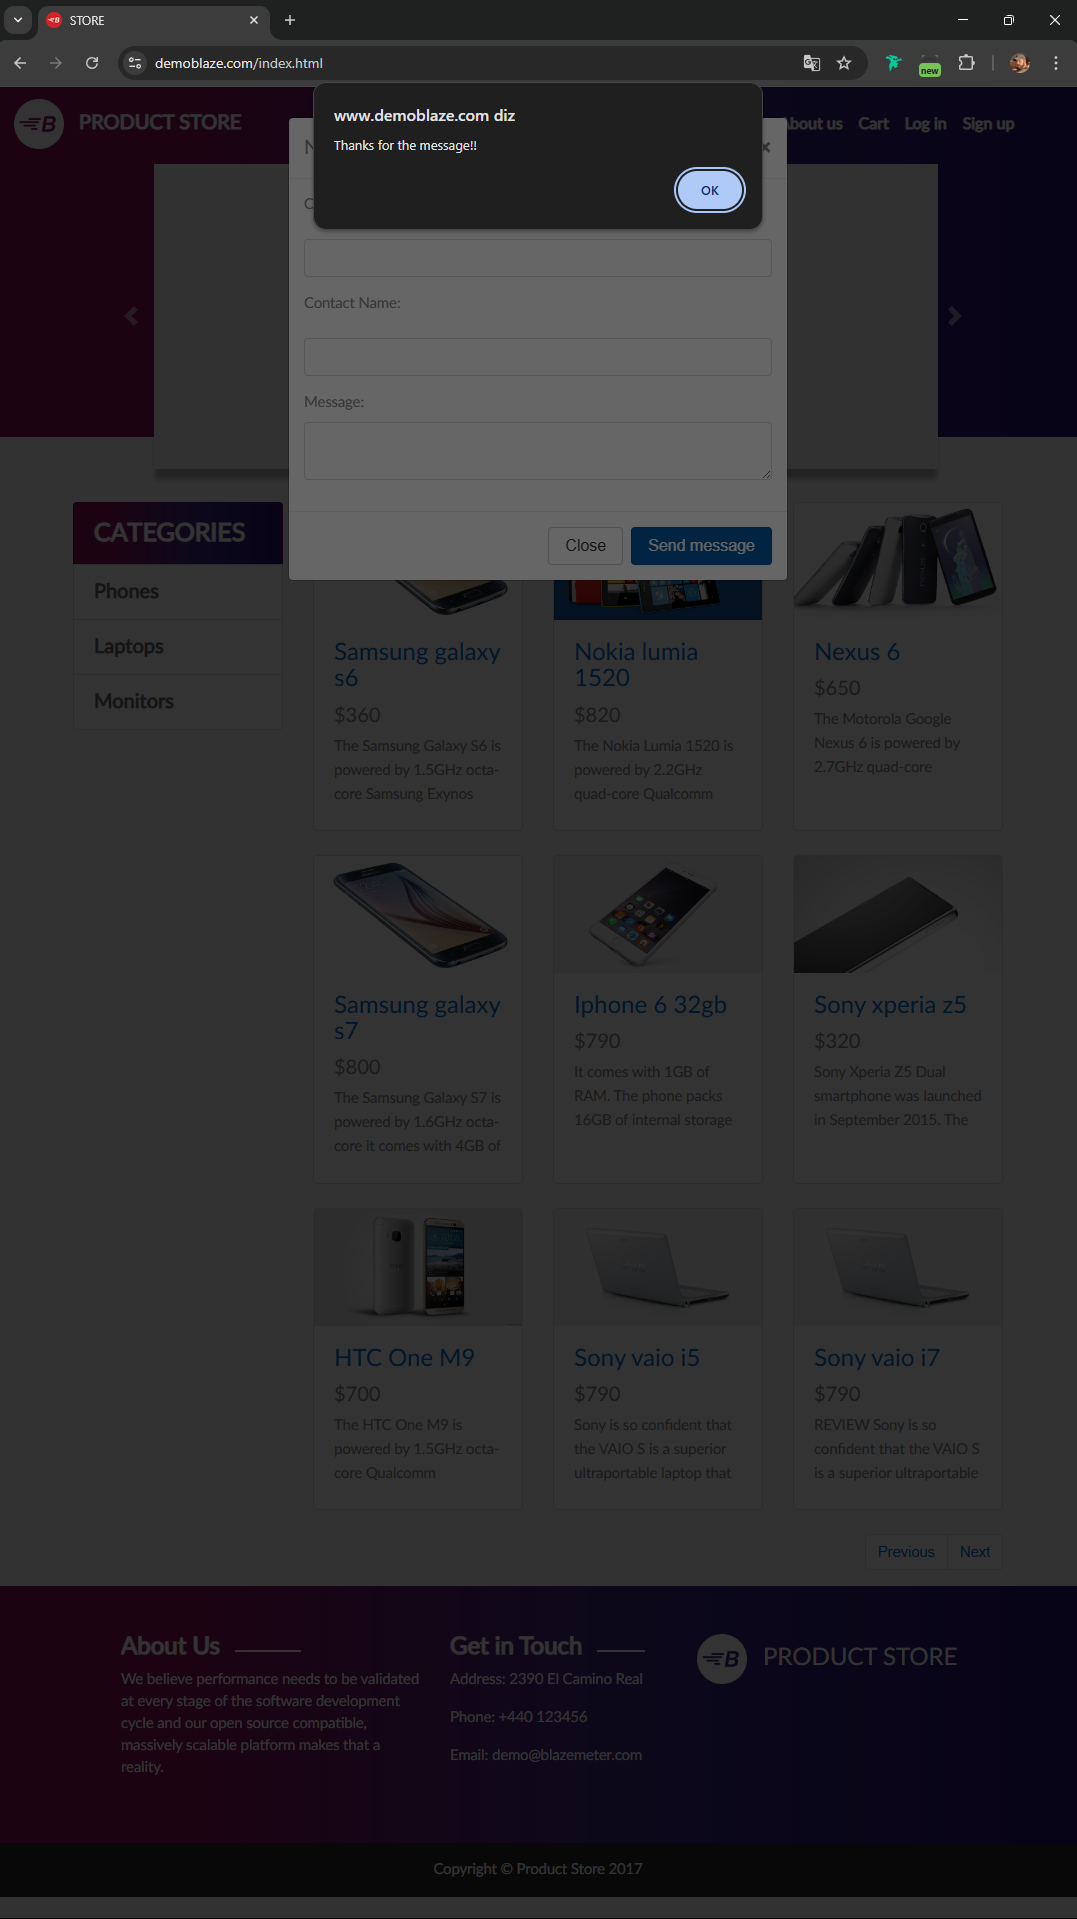 STORE
demoblaze.com/index.html
new
PRODUCT STORE
About us Cart Log in Sign up
www.demoblaze.com diz
Thanks for the message!!
OK
Contact Name:
Message:
Close Send message
CATEGORIES
Phones
Laptops
Monitors
Samsung galaxy
s6
$360
The Samsung Galaxy S6 is
powered by 1.5GHz octa-
core Samsung Exynos
Nokia lumia
1520
$820
The Nokia Lumia 1520 is
powered by 2.2GHz
quad-core Qualcomm
Nexus 6
$650
The Motorola Google
Nexus 6 is powered by
2.7GHz quad-core
Samsung galaxy
s7
$800
The Samsung Galaxy S7 is
powered by 1.6GHz octa-
core it comes with 4GB of
Iphone 6 32gb
$790
It comes with 1GB of
RAM. The phone packs
16GB of internal storage
Sony xperia z5
$320
Sony Xperia Z5 Dual
smartphone was launched
in September 2015. The
HTC One M9
$700
The HTC One M9 is
powered by 1.5GHz octa-
core Qualcomm
Sony vaio i5
$790
Sony is so confident that
the VAIO S is a superior
ultraportable laptop that
Sony vaio i7
$790
REVIEW Sony is so
confident that the VAIO S
is a superior ultraportable
Previous Next
About Us
We believe performance needs to be validated
at every stage of the software development
cycle and our open source compatible,
massively scalable platform makes that a
reality.
Get in Touch
Address: 2390 El Camino Real
Phone: +440 123456
Email: demo@blazemeter.com
B PRODUCT STORE
Copyright © Product Store 2017